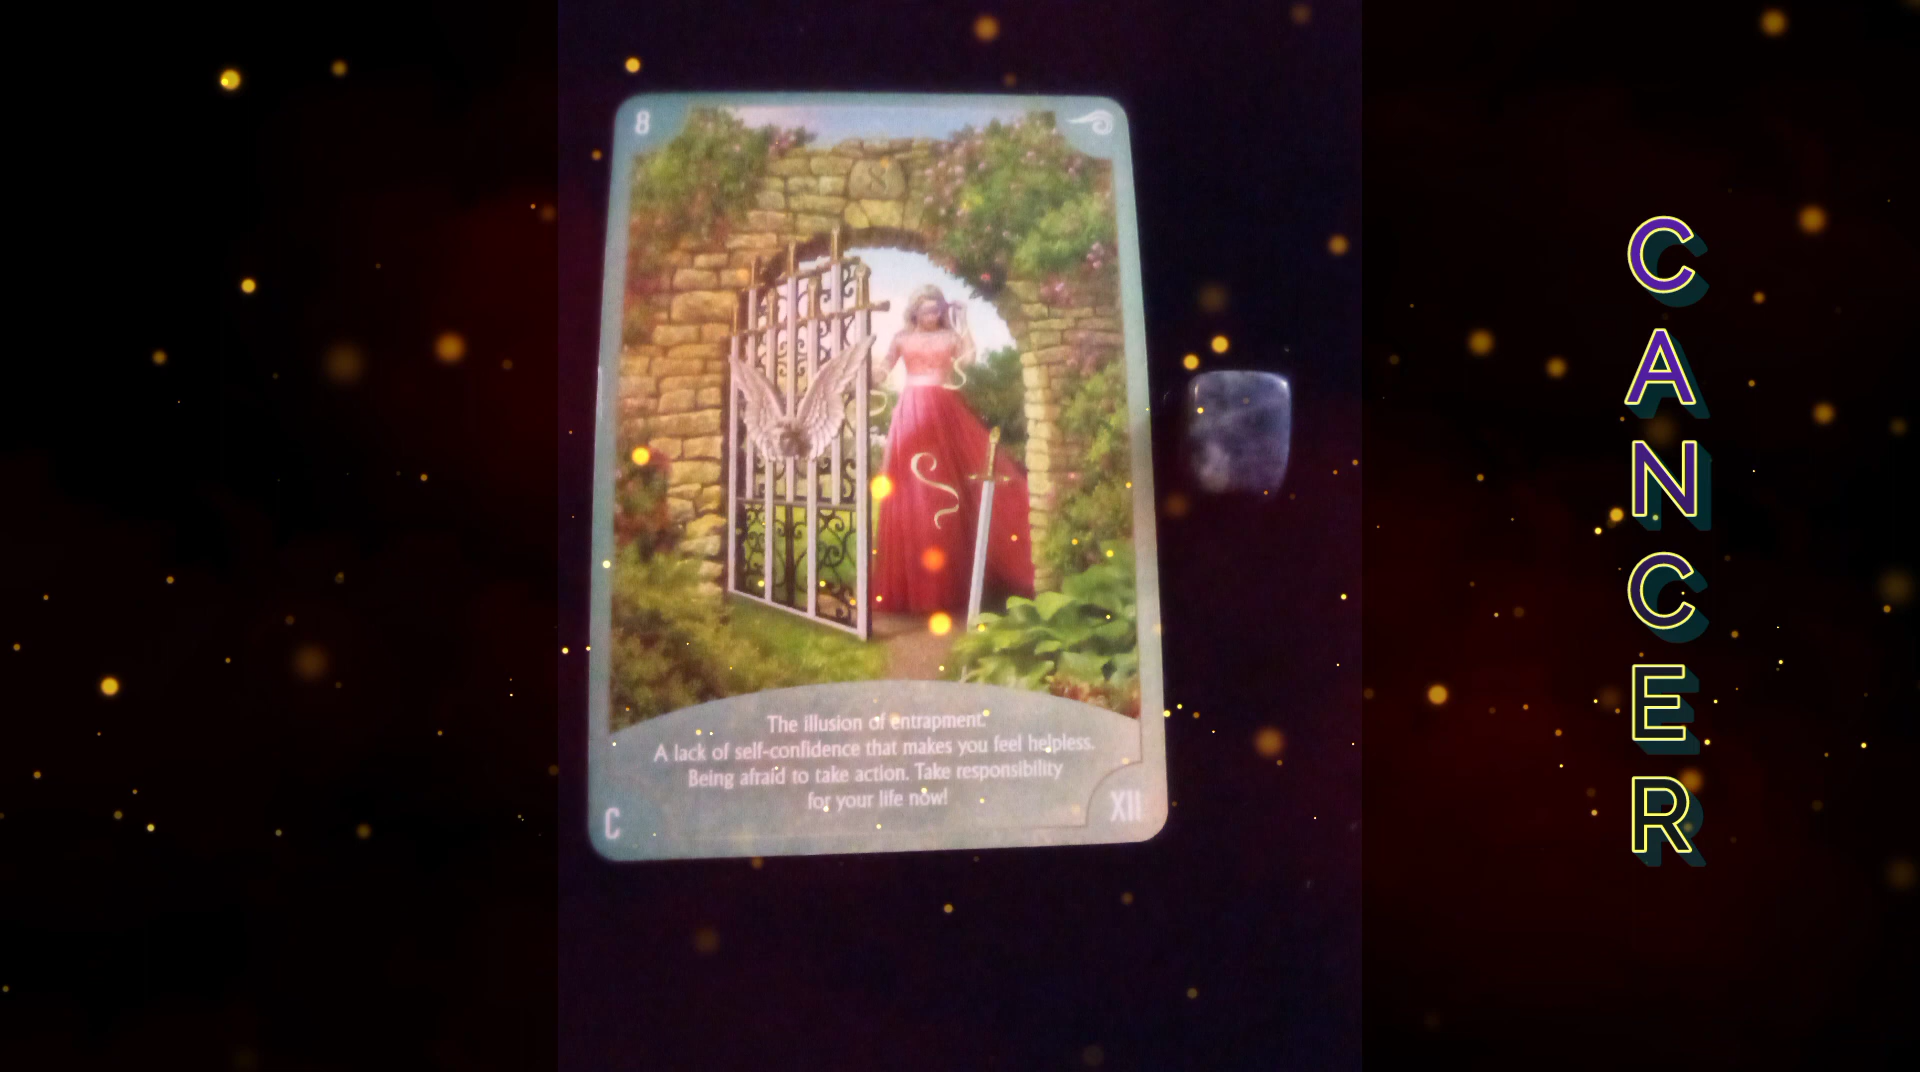 8
8
The illusion of entrapment.
A lack of self-confidence that makes you feel helpless.
Being afraid to take action. Take responsibility
for your life now!
C
XII
CANCER